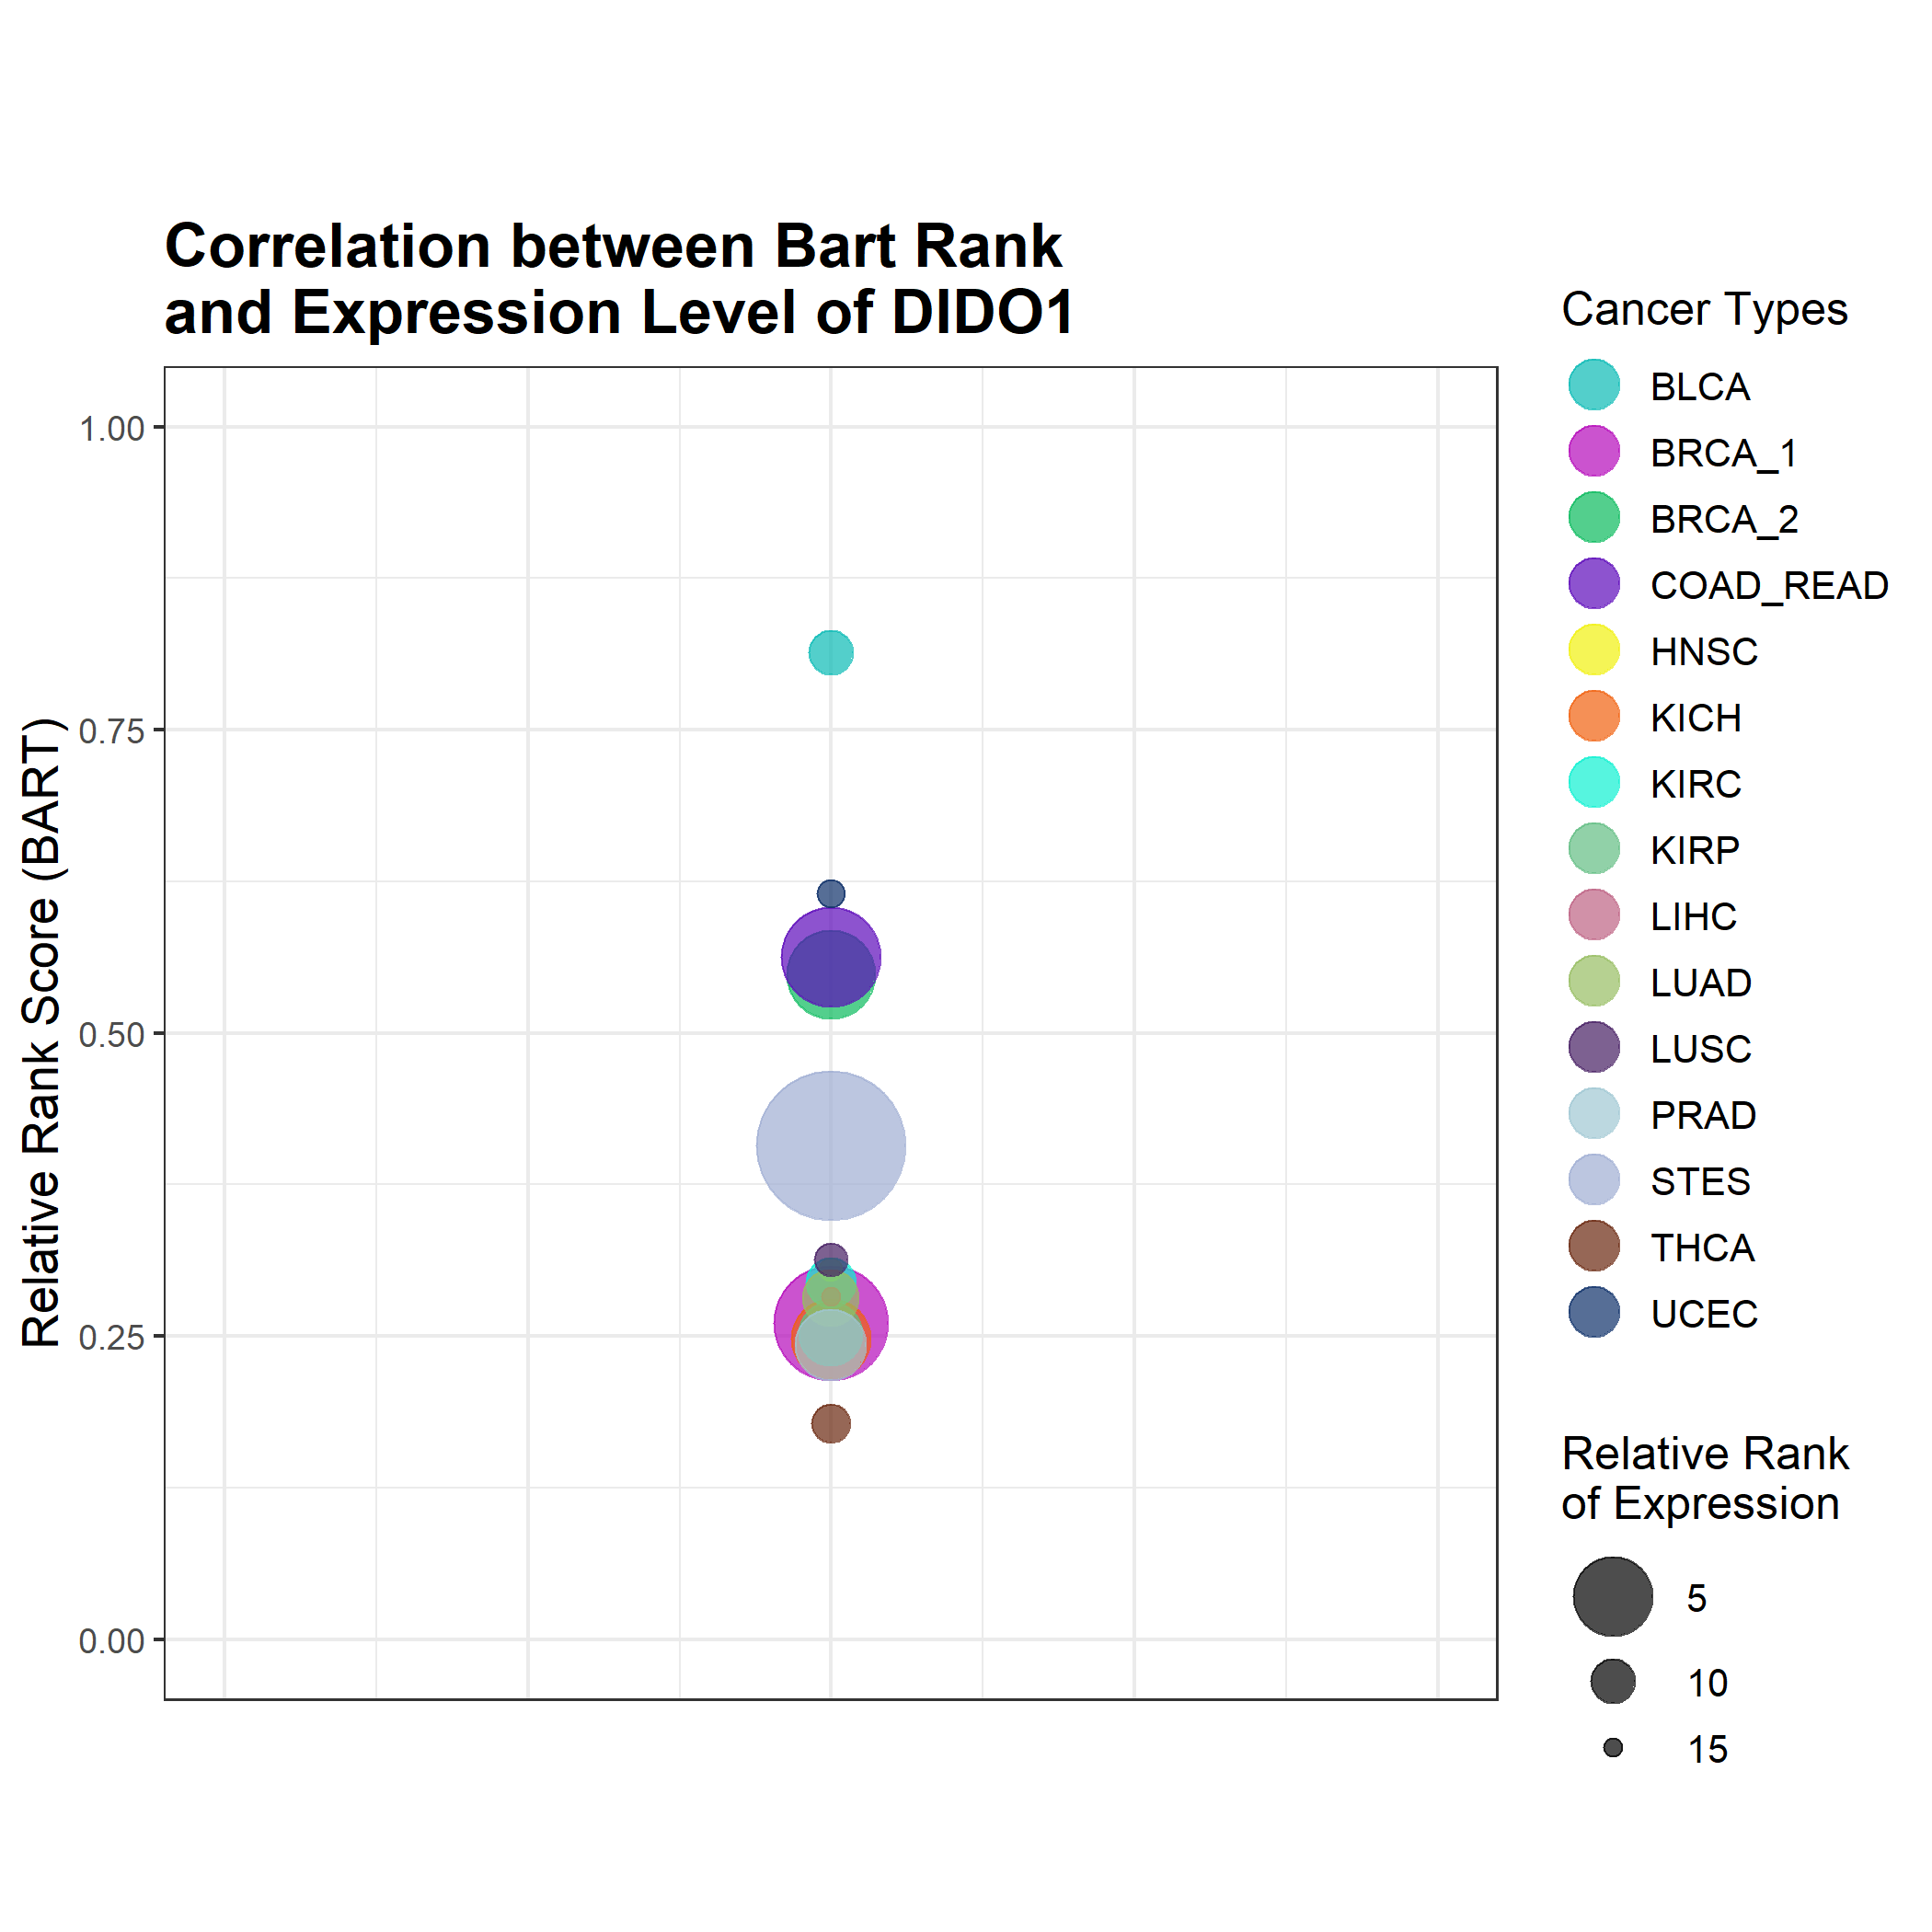 Correlation between Bart Rank
and Expression Level of DIDO1
Relative Rank Score (BART)
1.00
0.75
0.50
0.25
0.00
Cancer Types
BLCA
BRCA_1
BRCA_2
COAD_READ
HNSC
KICH
KIRC
KIRP
LIHC
LUAD
LUSC
PRAD
STES
THCA
UCEC
Relative Rank
of Expression
5
10
15